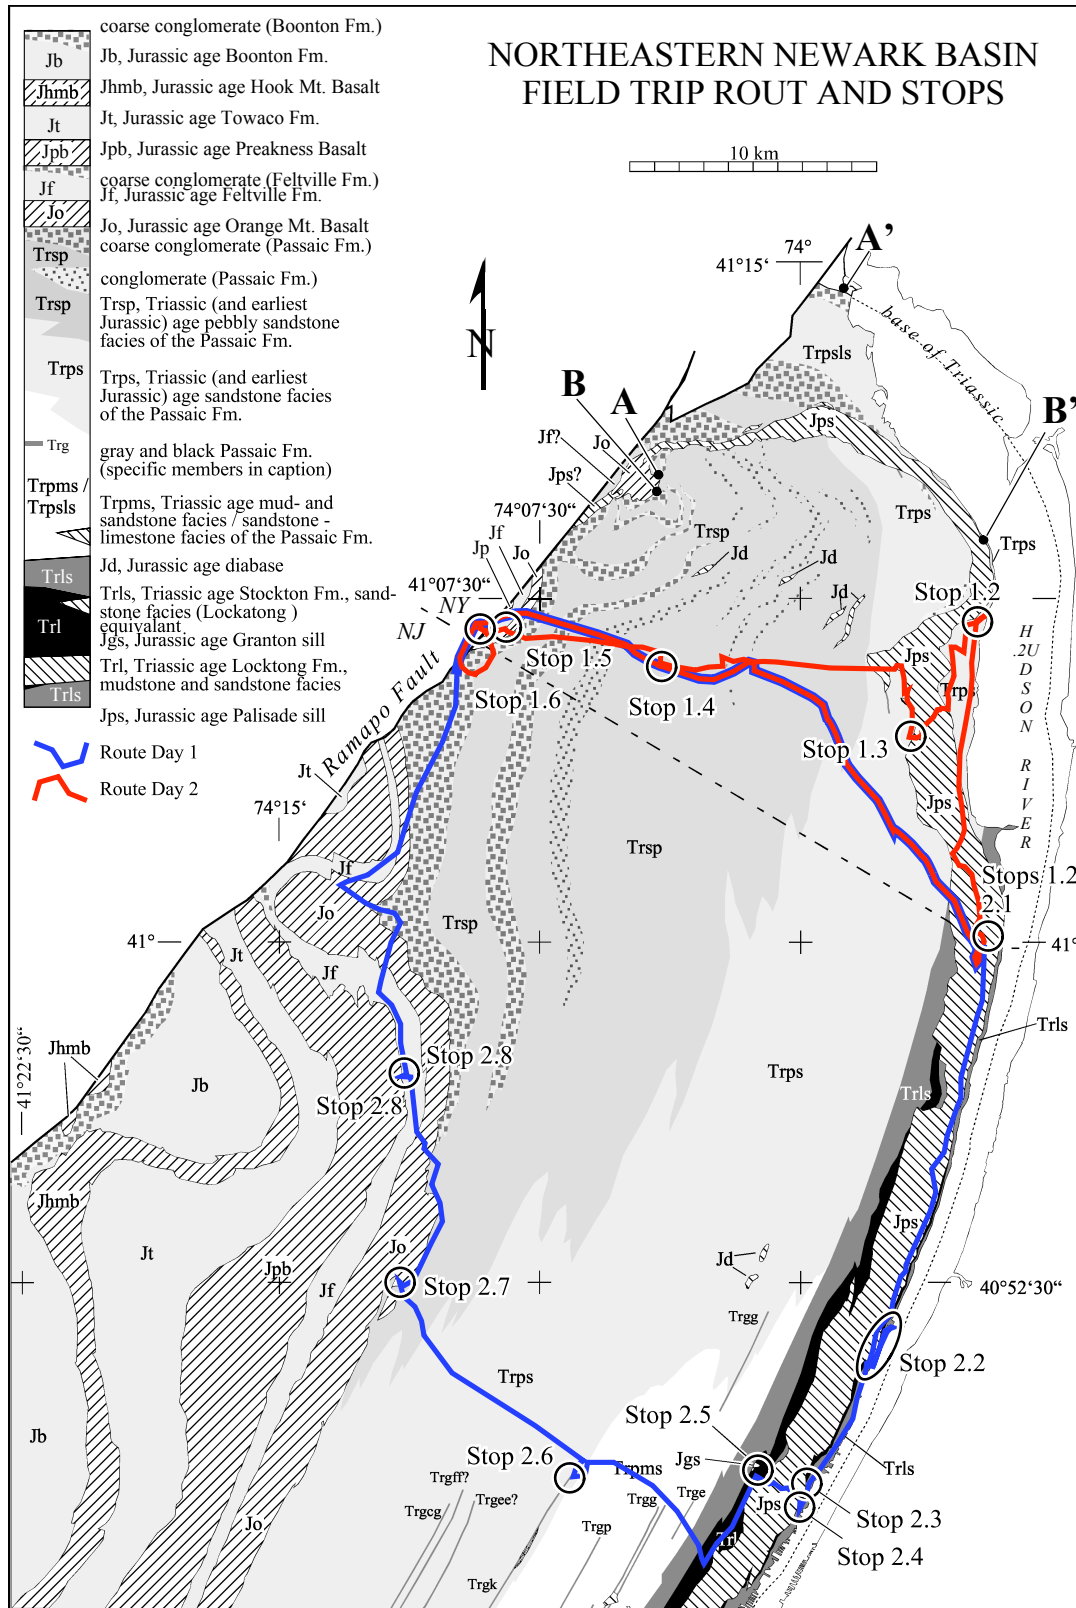 coarse conglomerate (Boonton Fm.)
Jb
Jb, Jurassic age Boonton Fm.
Jhmb
Jhmb, Jurassic age Hook Mt. Basalt
Jt
Jt, Jurassic age Towaco Fm.
Jpb
Jpb, Jurassic age Preakness Basalt
coarse conglomerate (Feltville Fm.)
Jf
Jf, Jurassic age Feltville Fm.
Jo
Jo, Jurassic age Orange Mt. Basalt
coarse conglomerate (Passaic Fm.)
Trsp
conglomerate (Passaic Fm.)
Trsp
Trsp, Triassic (and earliest
Jurassic) age pebbly sandstone
facies of the Passaic Fm.
Trps
Trps, Triassic (and earliest
Jurassic) age sandstone facies
of the Passaic Fm.
Trg
gray and black Passaic Fm.
(specific members in caption)
Trpms /
Trpsls
Trpms, Triassic age mud- and
sandstone facies / sandstone -
limestone facies of the Passaic Fm.
Jd, Jurassic age diabase
Trls
Trls, Triassic age Stockton Fm., sand-
stone facies (Lockatong )
equivalant
Trl
Jgs, Jurassic age Granton sill
Trl, Triassic age Locktong Fm.,
mudstone and sandstone facies
Trls
Jps, Jurassic age Palisade sill
Route Day 1
Route Day 2
NORTHEASTERN NEWARK BASIN
FIELD TRIP ROUT AND STOPS
10 km
N
74°
41°15‘
A’
base of Triassic
Trpsls
B
A
B’
Jps
Jf?
Jo
Jps?
74°07‘30“
Trsp
Trps
Jf
Jp
Jo
Jd
Jd
Trps
41°07‘30“
Jd
Stop 1.2
NY
NJ
HUDSON RIVER
Stop 1.5
Jps
Trps
Stop 1.6
Stop 1.4
Ramapo Fault
Stop 1.3
Jt
74°15‘
Jps
Trsp
Jf
Stops 1.2
2.1
Jo
Trsp
41°
41°
Jt
Jf
Trls
Jhmb
41°22‘30“
Stop 2.8
Trps
Jb
Trls
Stop 2.8
Jhmb
Jps
Jt
Jo
Jpb
Jd
Jd
Jf
Stop 2.7
40°52‘30“
Trgg
Stop 2.2
Trps
Stop 2.5
Jb
Stop 2.6
Jgs
Trls
Trgff?
Trpms
Trgcg
Trgee?
Trgg
Trge
Jps
Stop 2.3
Jo
Trgp
Trl
Stop 2.4
Trgk